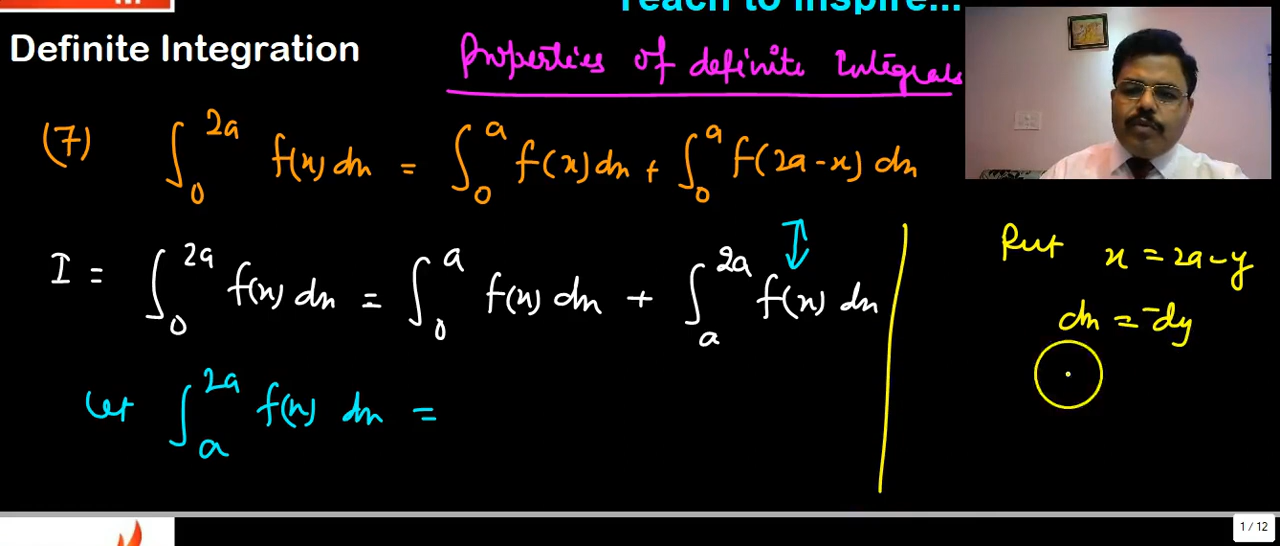 Teach to Inspire...
Definite Integration
Properties of definite Integrals
(7) ∫₀^2a f(x) dx = ∫₀^a f(x) dx + ∫₀^a f(2a-x) dx
I = ∫₀^2a f(x) dx = ∫₀^a f(x) dx + ∫ₐ^2a f(x) dx
Let ∫ₐ^2a f(x) dx =
Put x = 2a-y
dx = -dy
1 / 12